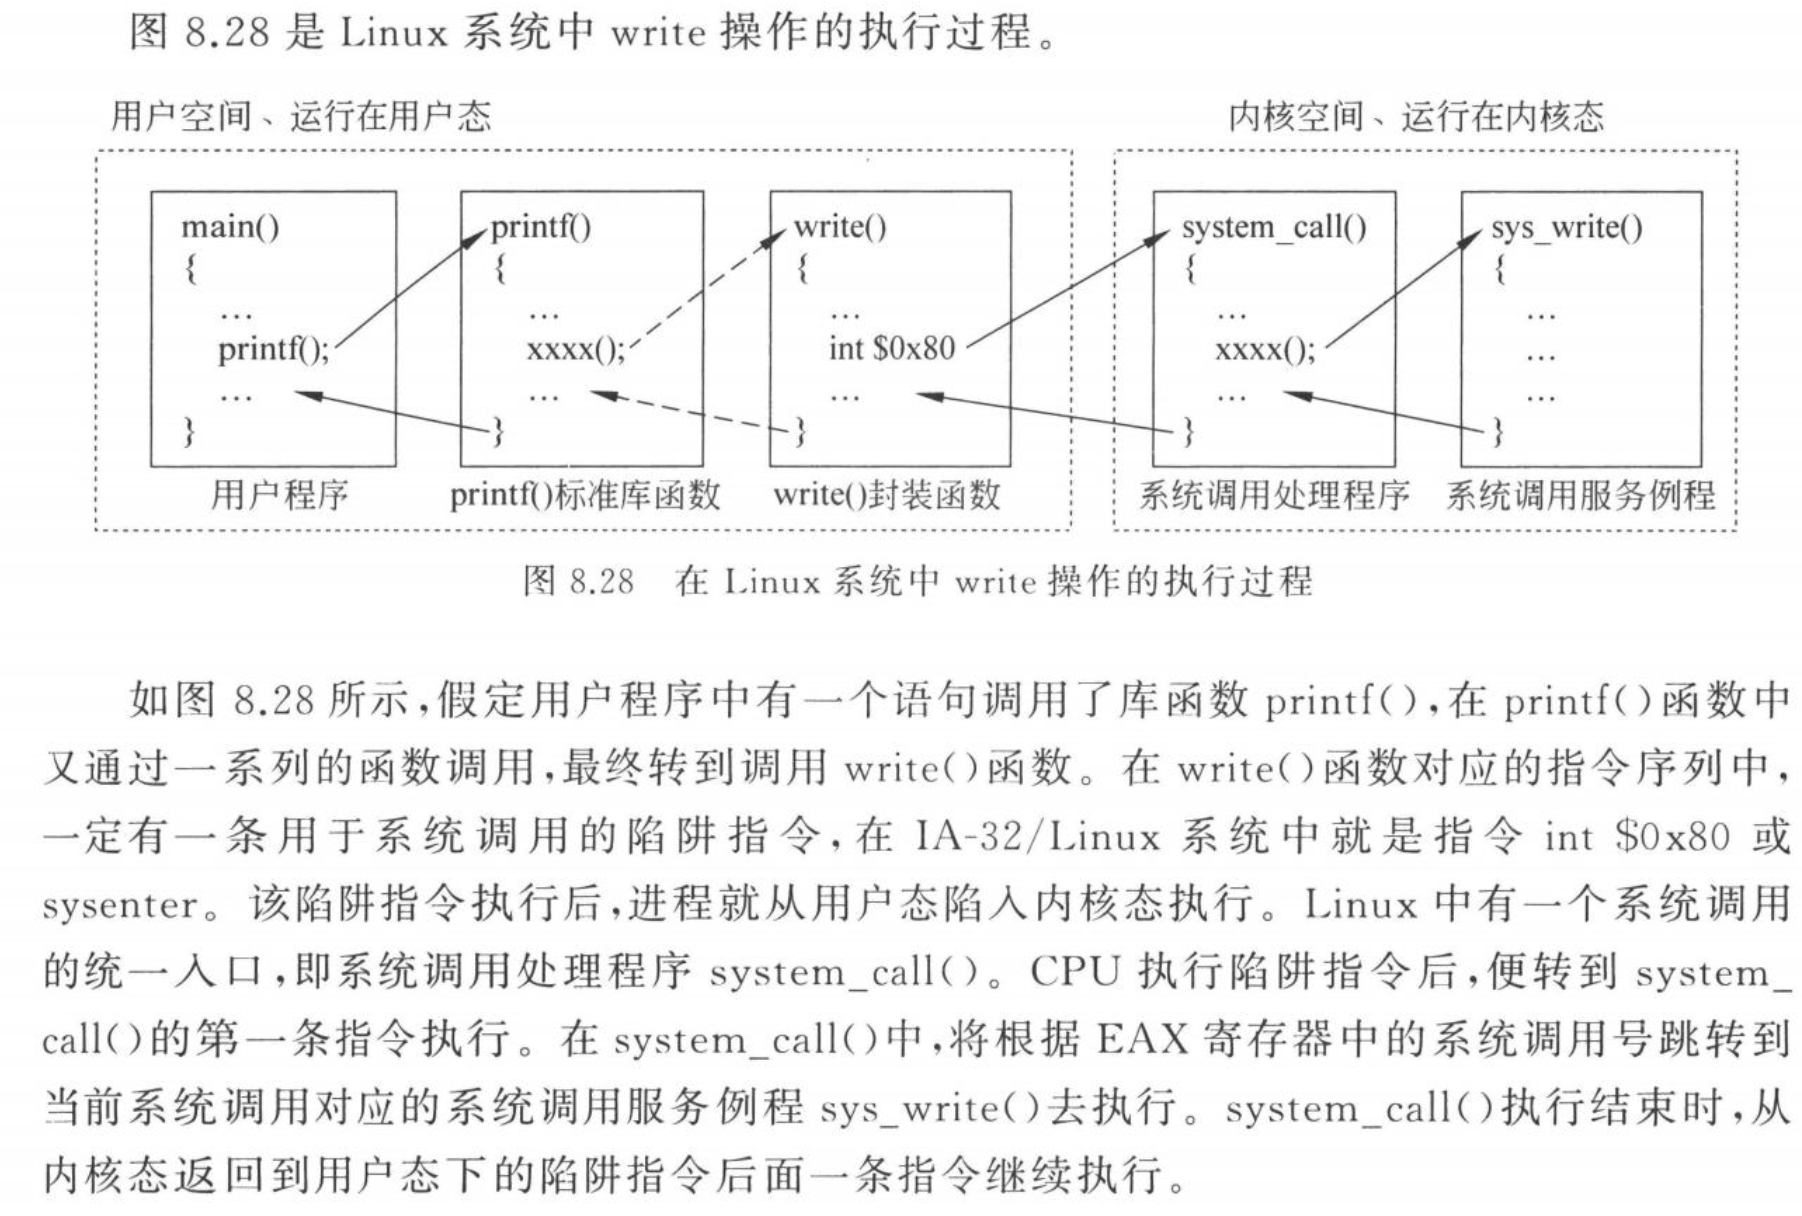 图 8.28 是 Linux 系统中 write 操作的执行过程。
用户空间、运行在用户态
内核空间、运行在内核态
main()
{
...
printf();
...
}
用户程序
printf()
{
...
xxxx();
...
}
printf()标准库函数
write()
{
...
int $0x80
...
}
write()封装函数
system_call()
{
...
xxxx();
...
}
系统调用处理程序
sys_write()
{
...
...
...
}
系统调用服务例程
图 8.28 在 Linux 系统中 write 操作的执行过程
如图 8.28 所示,假定用户程序中有一个语句调用了库函数 printf(),在 printf()函数中
又通过一系列的函数调用,最终转到调用 write()函数。在 write()函数对应的指令序列中,
一定有一条用于系统调用的陷阱指令,在 IA-32/Linux 系统中就是指令 int $0x80 或
sysenter。该陷阱指令执行后,进程就从用户态陷入内核态执行。Linux 中有一个系统调用
的统一入口,即系统调用处理程序 system_call()。CPU 执行陷阱指令后,便转到 system_
call()的第一条指令执行。在 system_call()中,将根据 EAX 寄存器中的系统调用号跳转到
当前系统调用对应的系统调用服务例程 sys_write()去执行。system_call()执行结束时,从
内核态返回到用户态下的陷阱指令后面一条指令继续执行。